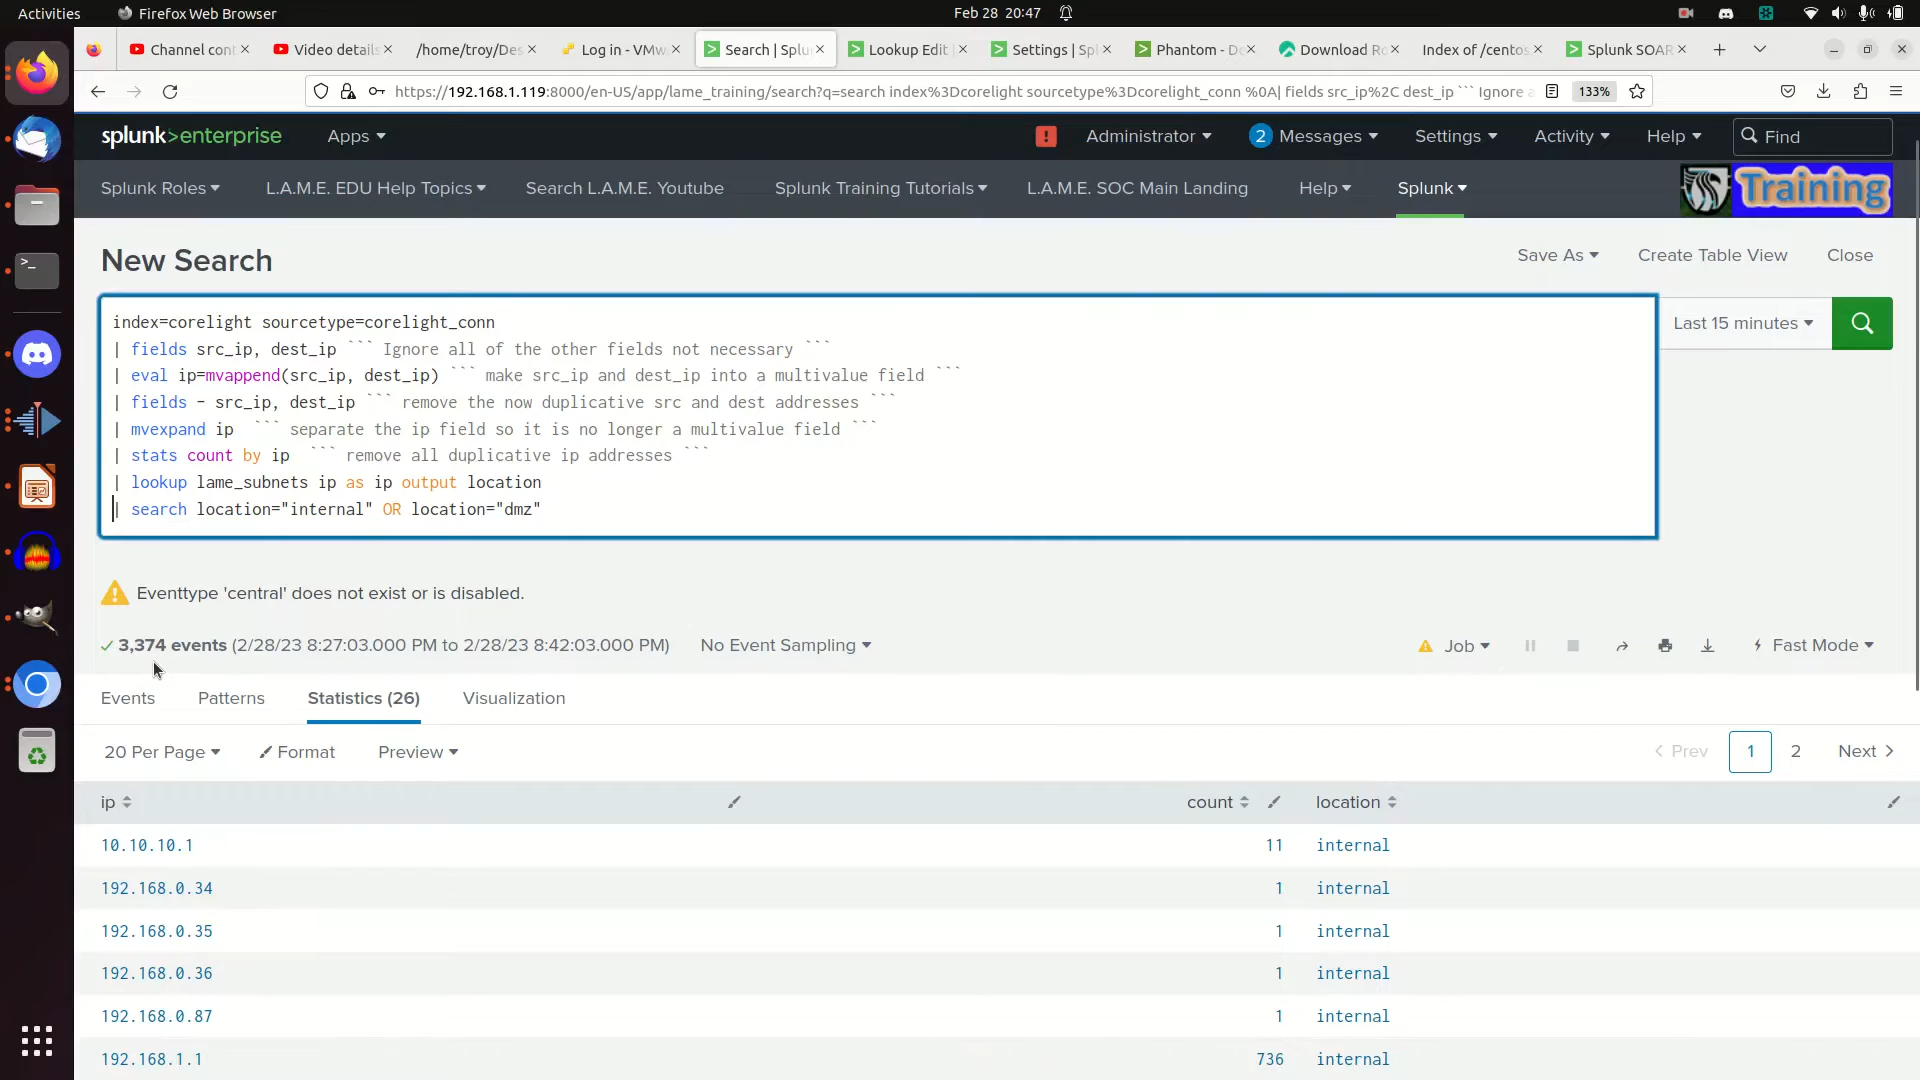 Activities
Firefox Web Browser
Feb 28 20:47
Channel cont
Video details
/home/troy/Des
Log in - VMw
Search | Splu
Lookup Edit
Settings | Spl
Phantom - Do
Download Ro
Index of /centos
Splunk SOAR
https://192.168.1.119:8000/en-US/app/lame_training/search?q=search index%3Dcorelight sourcetype%3Dcorelight_conn %0A| fields src_ip%2C dest_ip ``` Ignore a
133%
splunk>enterprise
Apps
Administrator
2 Messages
Settings
Activity
Help
Find
Splunk Roles
L.A.M.E. EDU Help Topics
Search L.A.M.E. Youtube
Splunk Training Tutorials
L.A.M.E. SOC Main Landing
Help
Splunk
Training
New Search
Save As
Create Table View
Close
index=corelight sourcetype=corelight_conn
| fields src_ip, dest_ip ``` Ignore all of the other fields not necessary ```
| eval ip=mvappend(src_ip, dest_ip) ``` make src_ip and dest_ip into a multivalue field ```
| fields - src_ip, dest_ip ``` remove the now duplicative src and dest addresses ```
| mvexpand ip  ``` separate the ip field so it is no longer a multivalue field ```
| stats count by ip  ``` remove all duplicative ip addresses ```
| lookup lame_subnets ip as ip output location
| search location="internal" OR location="dmz"
Last 15 minutes
Eventtype 'central' does not exist or is disabled.
3,374 events (2/28/23 8:27:03.000 PM to 2/28/23 8:42:03.000 PM)
No Event Sampling
Job
Fast Mode
Events
Patterns
Statistics (26)
Visualization
20 Per Page
Format
Preview
< Prev
1
2
Next >
ip
count
location
10.10.10.1 11 internal
192.168.0.34 1 internal
192.168.0.35 1 internal
192.168.0.36 1 internal
192.168.0.87 1 internal
192.168.1.1 736 internal